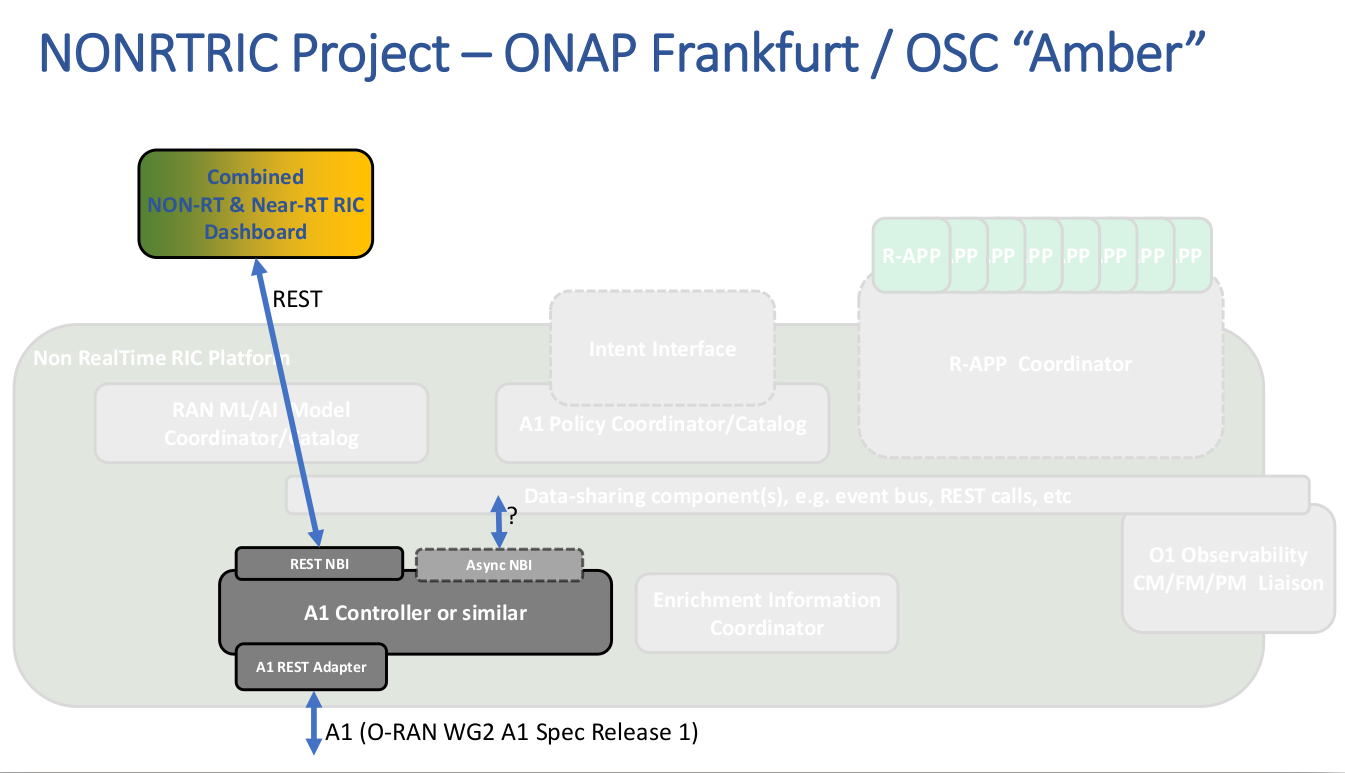 NONRTRIC Project – ONAP Frankfurt / OSC “Amber”
Combined
NON-RT & Near-RT RIC
Dashboard
REST
R-APP
PP
PP
PP
PP
PP
PP
PP
Non RealTime RIC Platform
Intent Interface
R-APP Coordinator
RAN ML/AI Model
Coordinator/Catalog
A1 Policy Coordinator/Catalog
Data-sharing component(s), e.g. event bus, REST calls, etc
?
REST NBI
Async NBI
O1 Observability
CM/FM/PM Liaison
A1 Controller or similar
Enrichment Information
Coordinator
A1 REST Adapter
A1 (O-RAN WG2 A1 Spec Release 1)